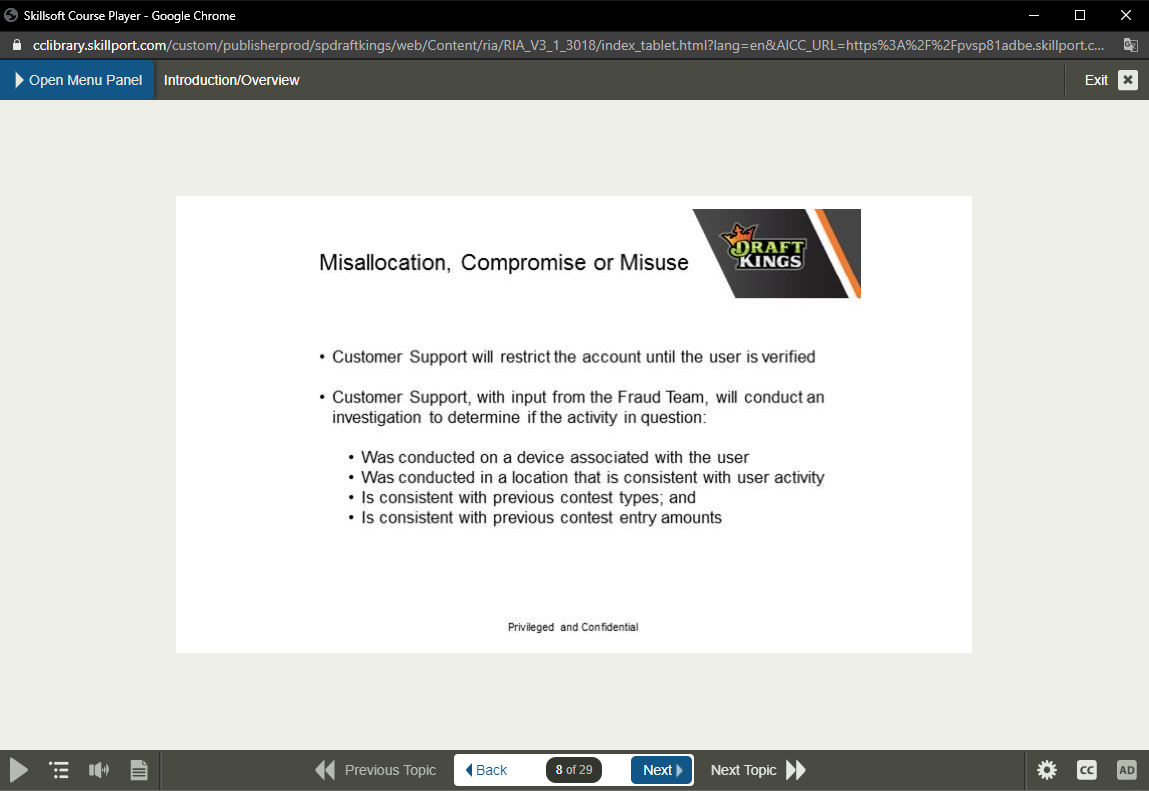 Skillsoft Course Player - Google Chrome
cclibrary.skillport.com/custom/publisherprod/spdraftkings/web/Content/ria/RIA_V3_1_3018/index_tablet.html?lang=en&AICC_URL=https%3A%2F%2Fpvsp81adbe.skillport.c...
Open Menu Panel Introduction/Overview Exit
DRAFT
KINGS
Misallocation, Compromise or Misuse
• Customer Support will restrict the account until the user is verified
• Customer Support, with input from the Fraud Team, will conduct an
investigation to determine if the activity in question:
• Was conducted on a device associated with the user
• Was conducted in a location that is consistent with user activity
• Is consistent with previous contest types; and
• Is consistent with previous contest entry amounts
Privileged and Confidential
Previous Topic Back 8 of 29 Next Next Topic CC AD